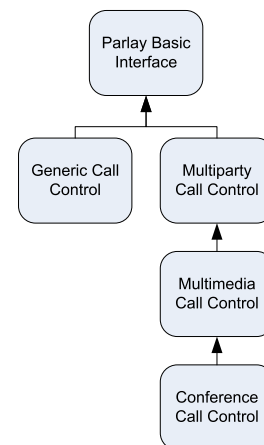 Parlay Basic
Interface
Generic Call
Control
Multiparty
Call Control
Multimedia
Call Control
Conference
Call Control